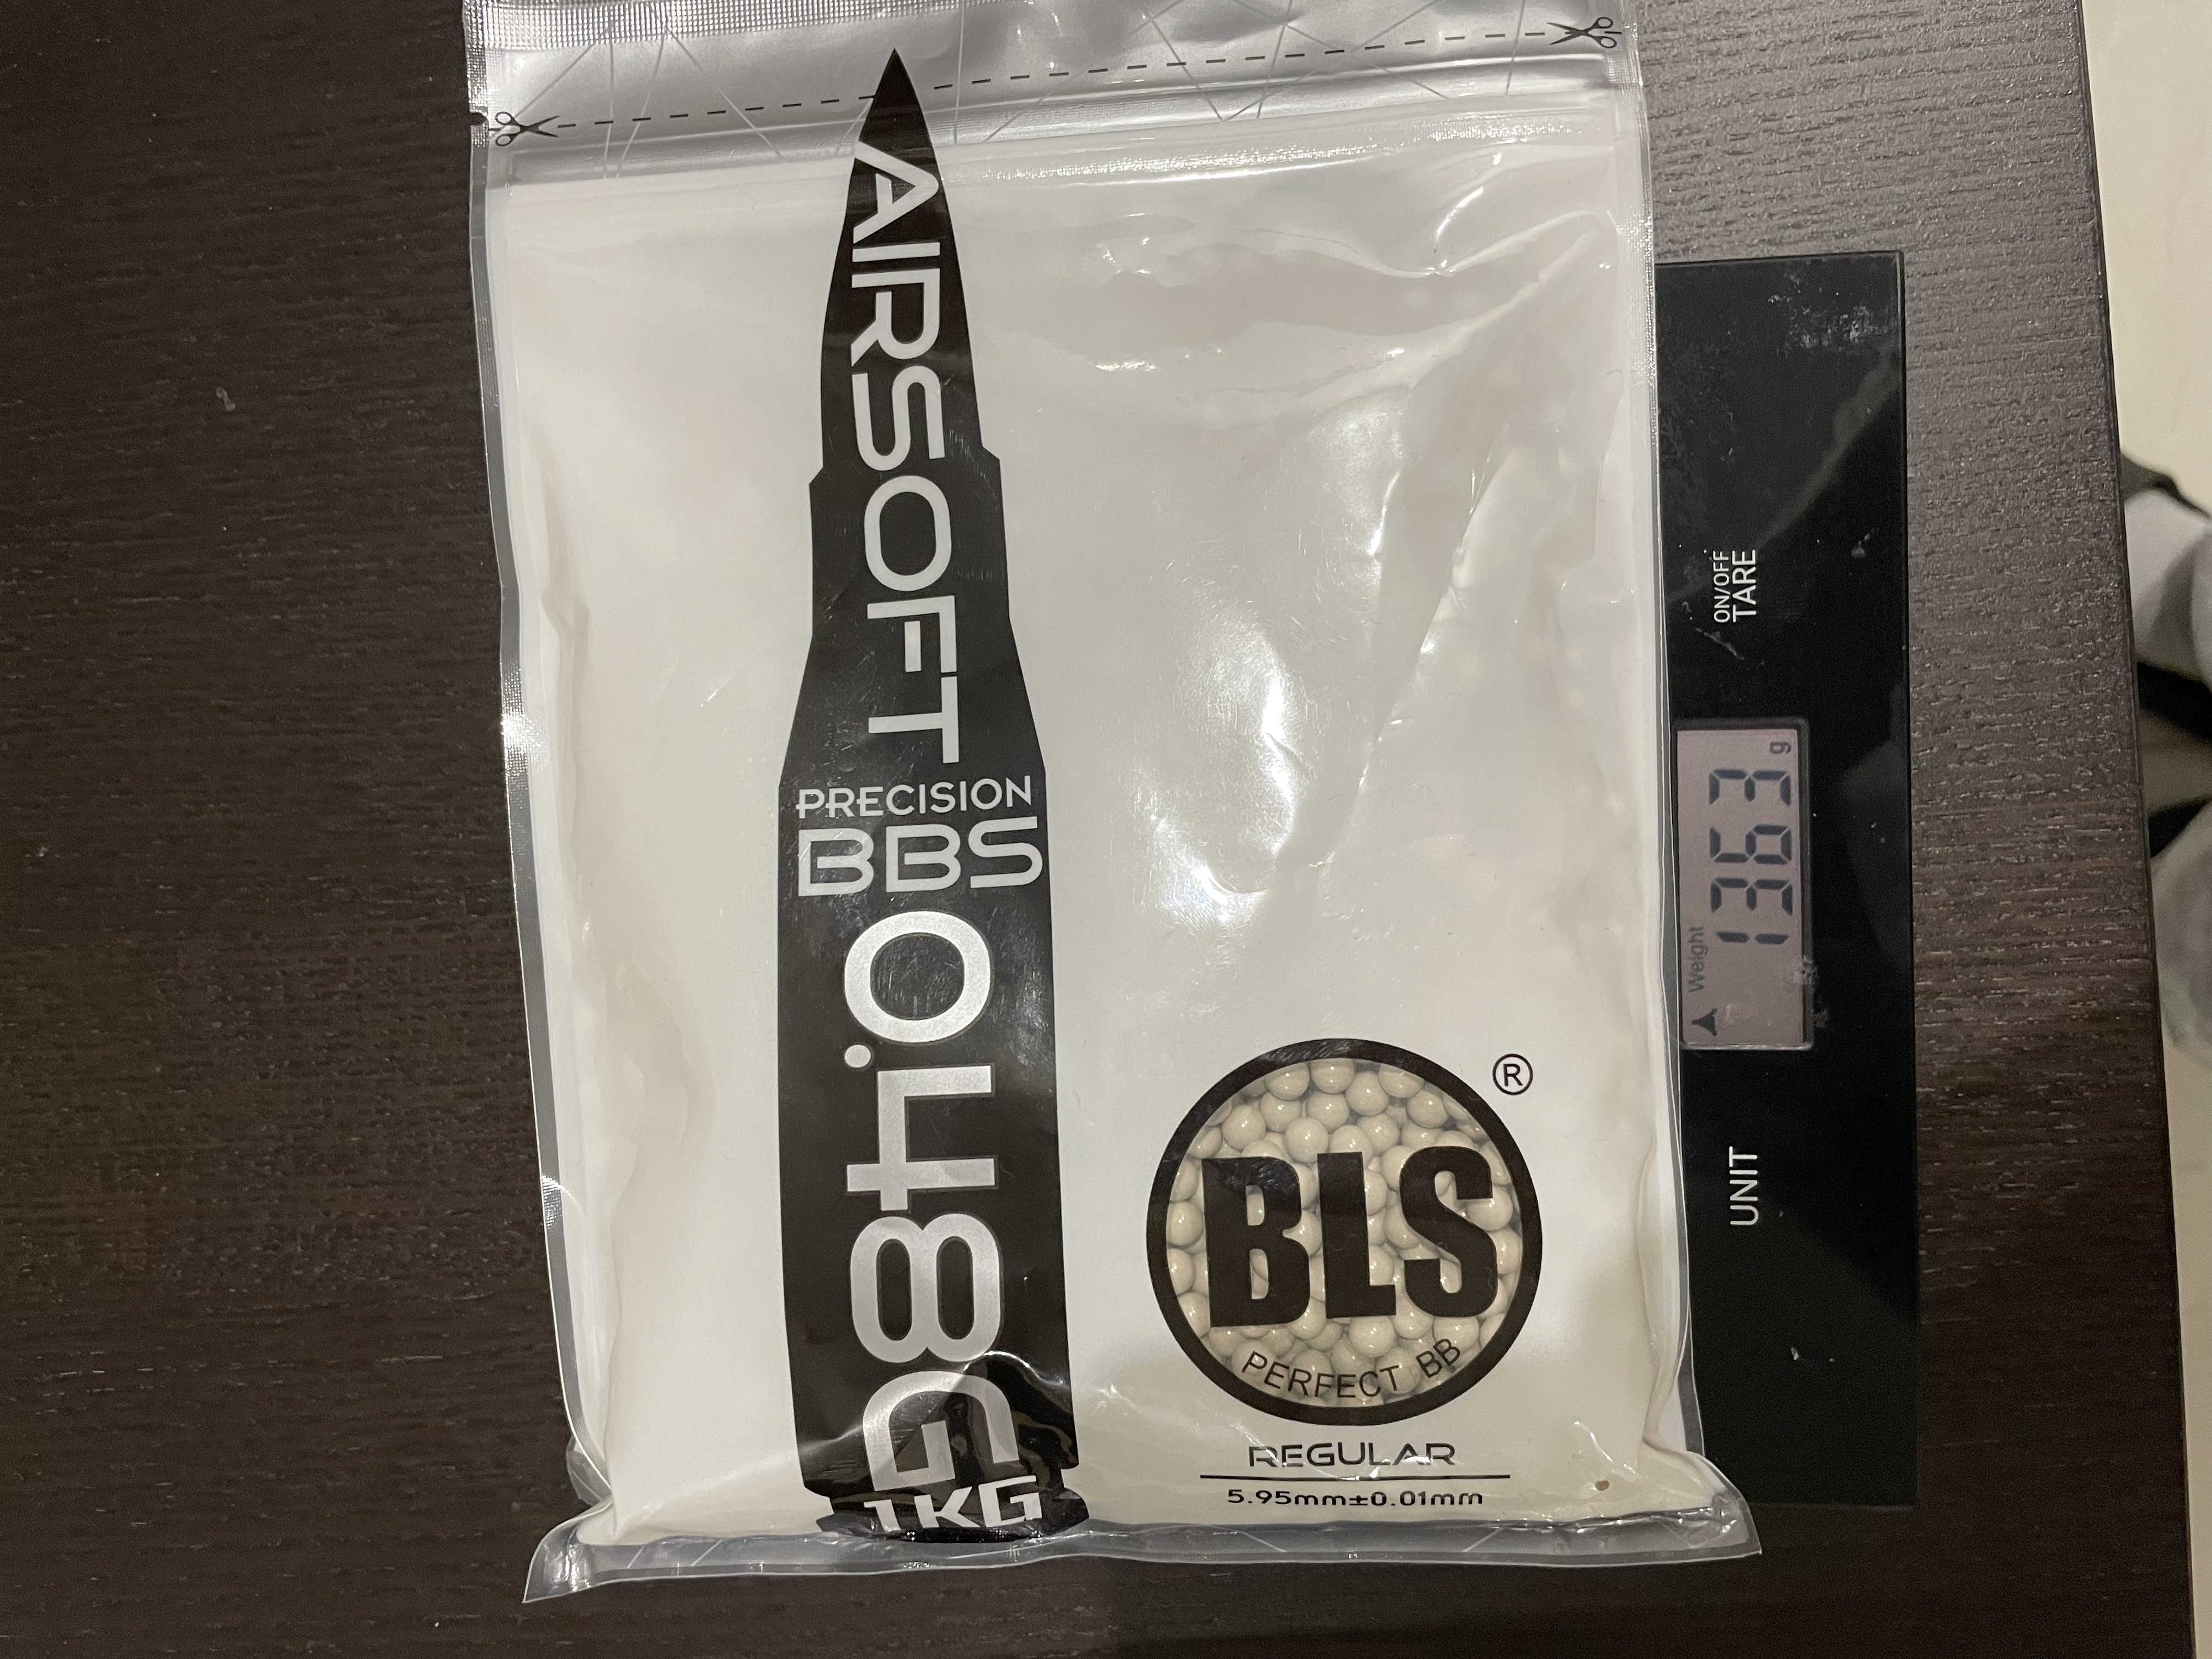 AIRSOFT
PRECISION
BBS
0.48G
1KG
BLS
®
PERFECT BB
REGULAR
5.95mm±0.01mm
ON/OFF
TARE
Weight
1363 g
UNIT